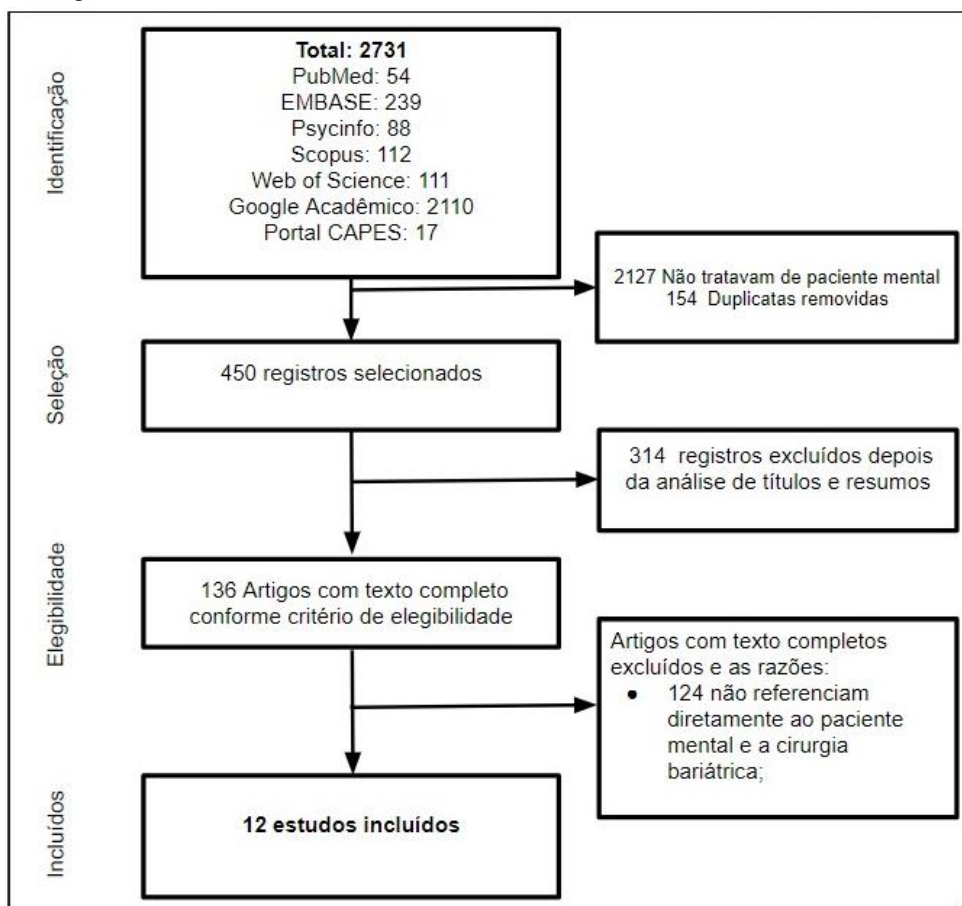 Identificação
Total: 2731
PubMed: 54
EMBASE: 239
Psycinfo: 88
Scopus: 112
Web of Science: 111
Google Acadêmico: 2110
Portal CAPES: 17
2127 Não tratavam de paciente mental
154 Duplicatas removidas
Seleção
450 registros selecionados
314 registros excluídos depois
da análise de títulos e resumos
Elegibilidade
136 Artigos com texto completo
conforme critério de elegibilidade
Artigos com texto completos
excluídos e as razões:
● 124 não referenciam
diretamente ao paciente
mental e a cirurgia
bariátrica;
Incluídos
12 estudos incluídos